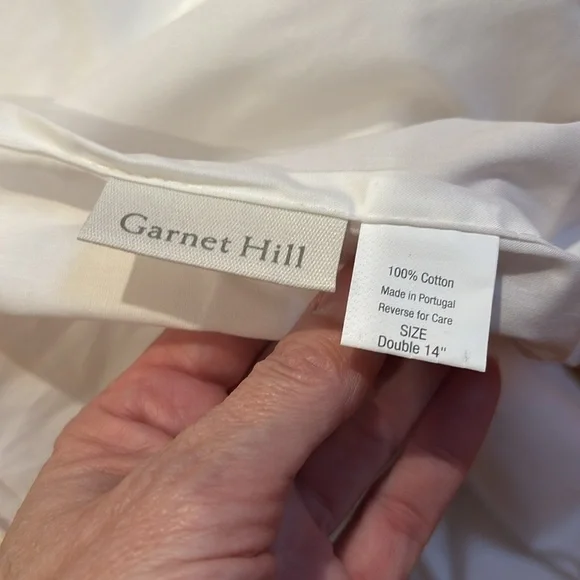 Garnet Hill
100% Cotton
Made in Portugal
Reverse for Care
SIZE
Double 14"